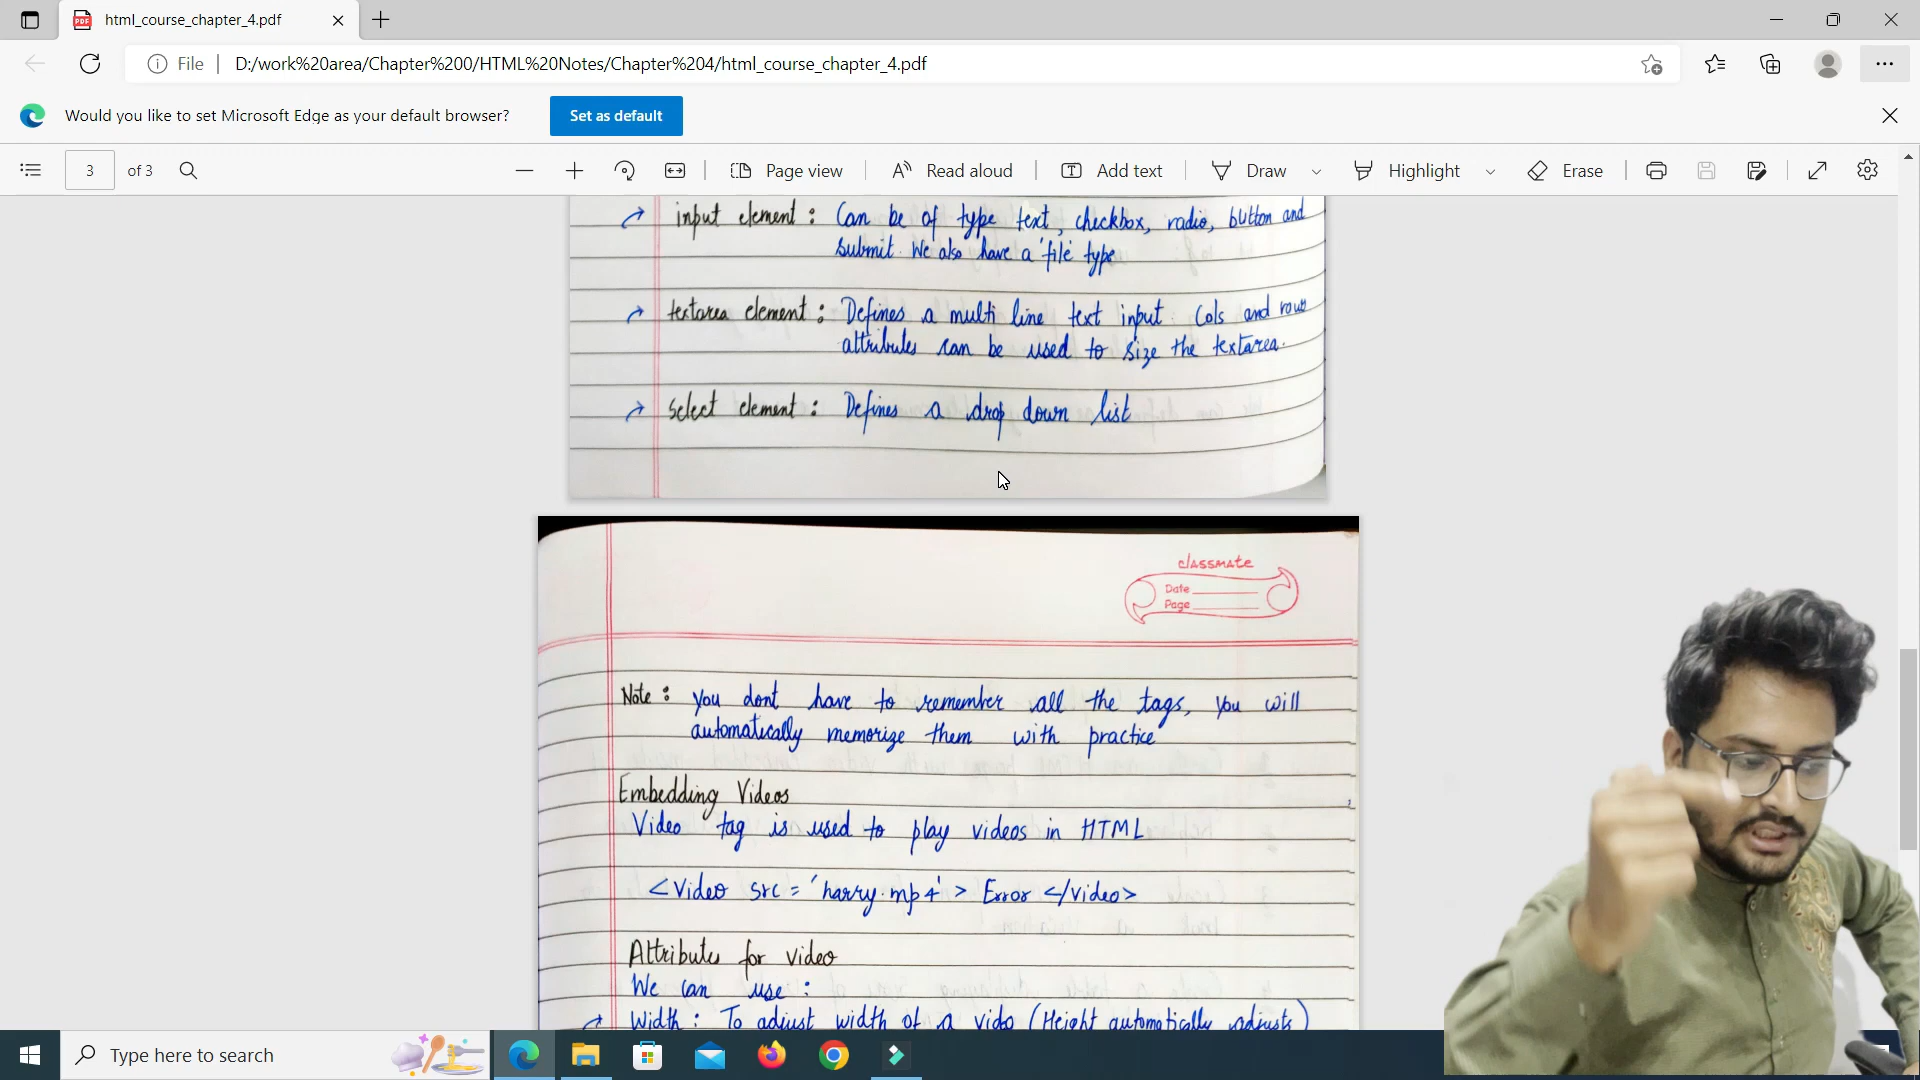 html_course_chapter_4.pdf
File
D:/work%20area/Chapter%200/HTML%20Notes/Chapter%204/html_course_chapter_4.pdf
Would you like to set Microsoft Edge as your default browser?
Set as default
3 of 3
Page view
Read aloud
Add text
Draw
Highlight
Erase
input element : Can be of type text, checkbox, radio, button and
submit. We also have a 'file' type
textarea element : Defines a multi line text input. Cols and rows
attributes can be used to size the textarea.
Select element : Defines a drop down list
classmate
Date
Page
Note : You dont have to remember all the tags, you will
automatically memorize them with practice
Embedding Videos
Video tag is used to play videos in HTML
<Video src = 'harry.mp4' > Error </Video>
Attributes for video
We can use :
Width : To adjust width of a vido (Height automatically adjusts)
Type here to search